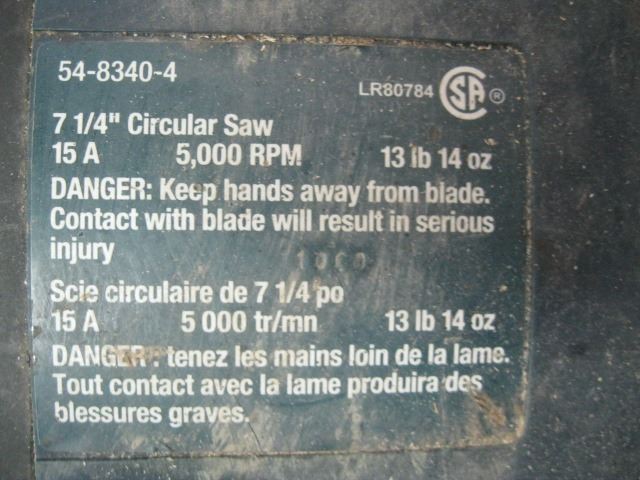 54-8340-4
LR80784 CSA ®
7 1/4" Circular Saw
15 A 5,000 RPM 13 lb 14 oz
DANGER: Keep hands away from blade.
Contact with blade will result in serious
injury
Scie circulaire de 7 1/4 po
15 A 5 000 tr/mn 13 lb 14 oz
DANGER : tenez les mains loin de la lame.
Tout contact avec la lame produira des
blessures graves.